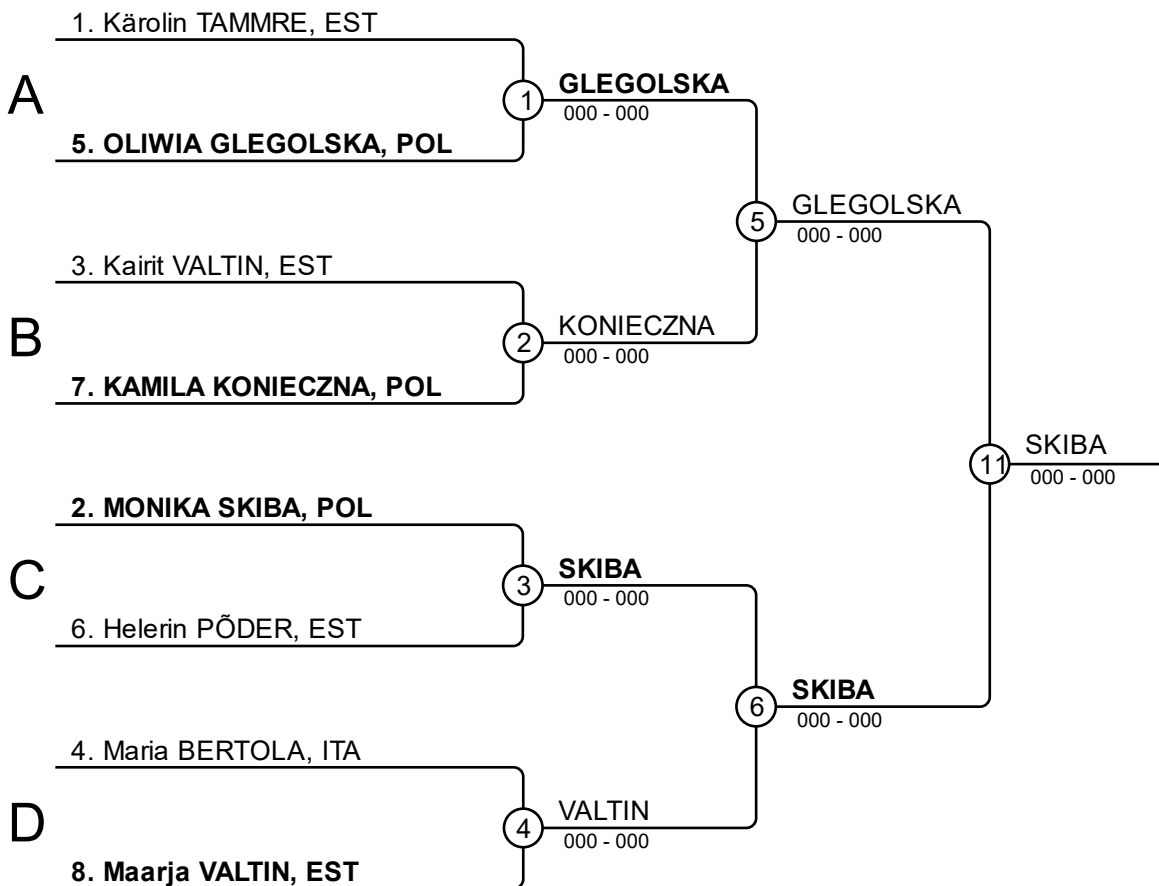 1. Kärolin TAMMRE, EST
A
1
GLEGOLSKA
000 - 000
5. OLIWIA GLEGOLSKA, POL
5
GLEGOLSKA
000 - 000
3. Kairit VALTIN, EST
B
2
KONIECZNA
000 - 000
7. KAMILA KONIECZNA, POL
11
SKIBA
000 - 000
2. MONIKA SKIBA, POL
C
3
SKIBA
000 - 000
6. Helerin PÕDER, EST
6
SKIBA
000 - 000
4. Maria BERTOLA, ITA
D
4
VALTIN
000 - 000
8. Maarja VALTIN, EST